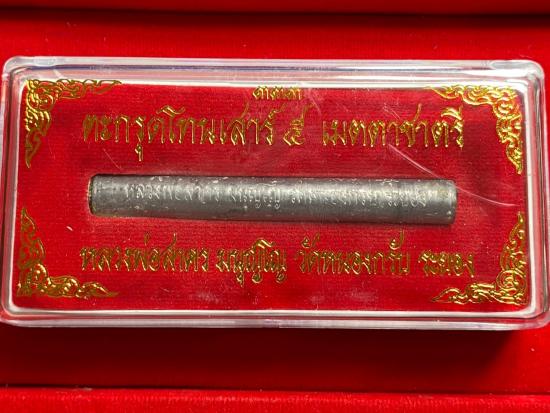 ตะกรุดโทนเสาร์ ๕ เมตตาชาตรี
หลวงพ่อสาคร มนุญฺโญ วัดหนองกรับ ระยอง